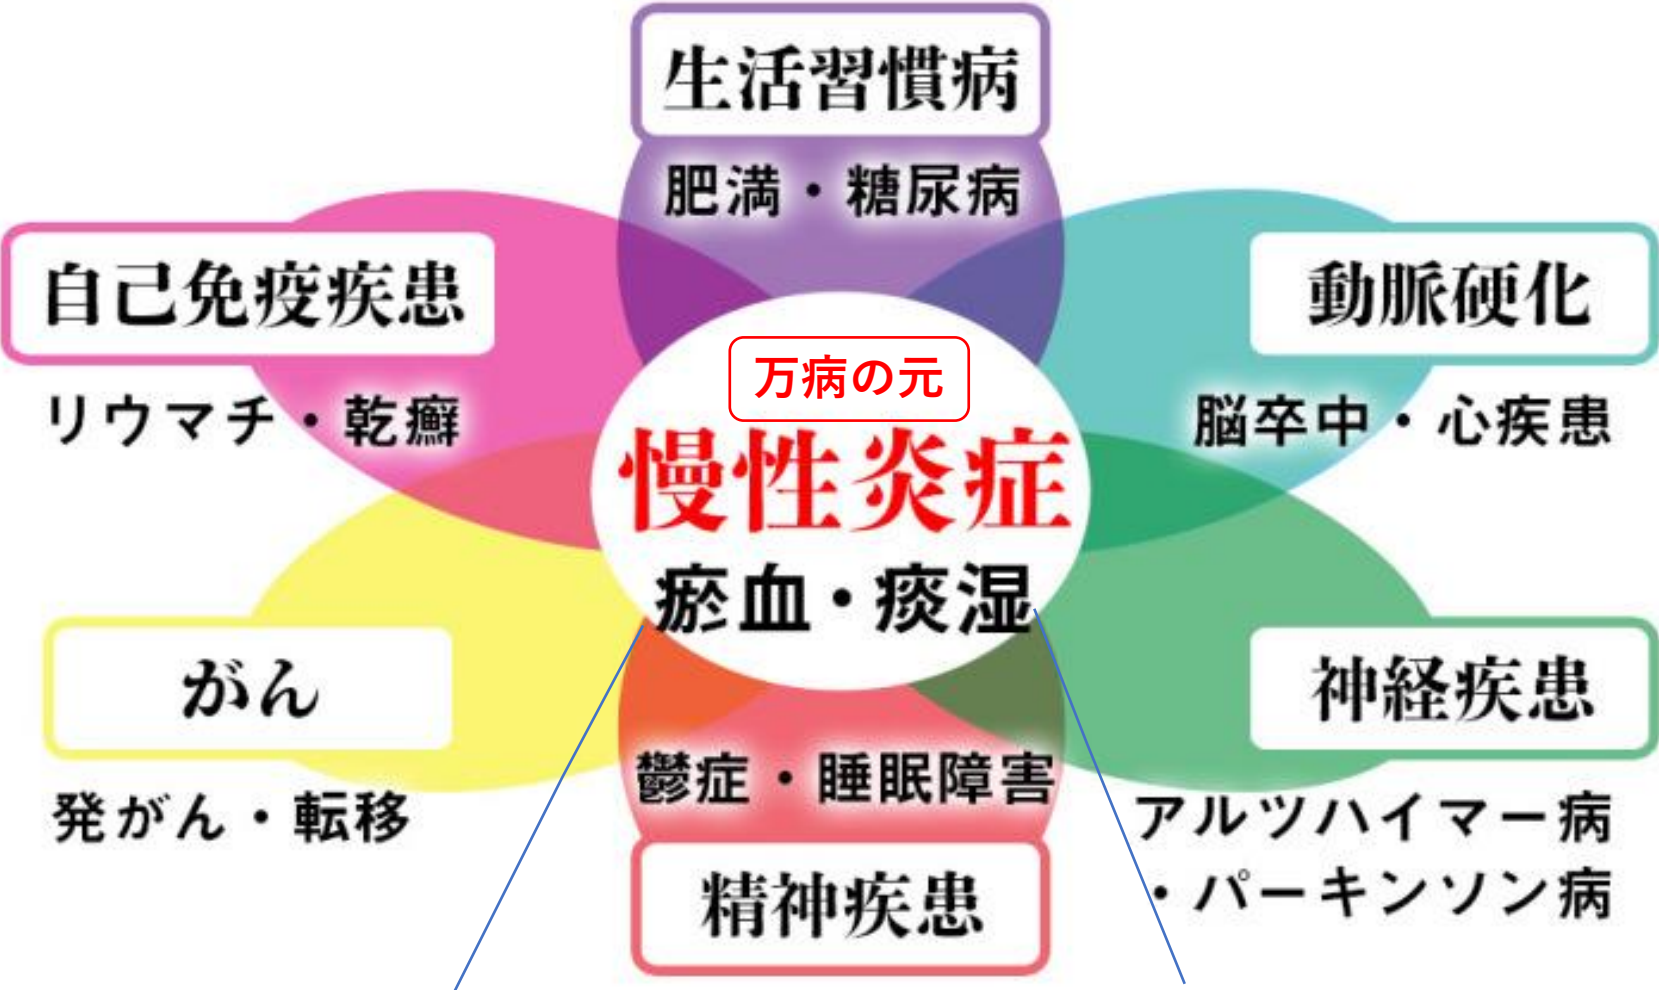 生活習慣病
肥満・糖尿病
自己免疫疾患
リウマチ・乾癬
動脈硬化
脳卒中・心疾患
万病の元
慢性炎症
瘀血・痰湿
がん
発がん・転移
神経疾患
アルツハイマー病
・パーキンソン病
鬱症・睡眠障害
精神疾患